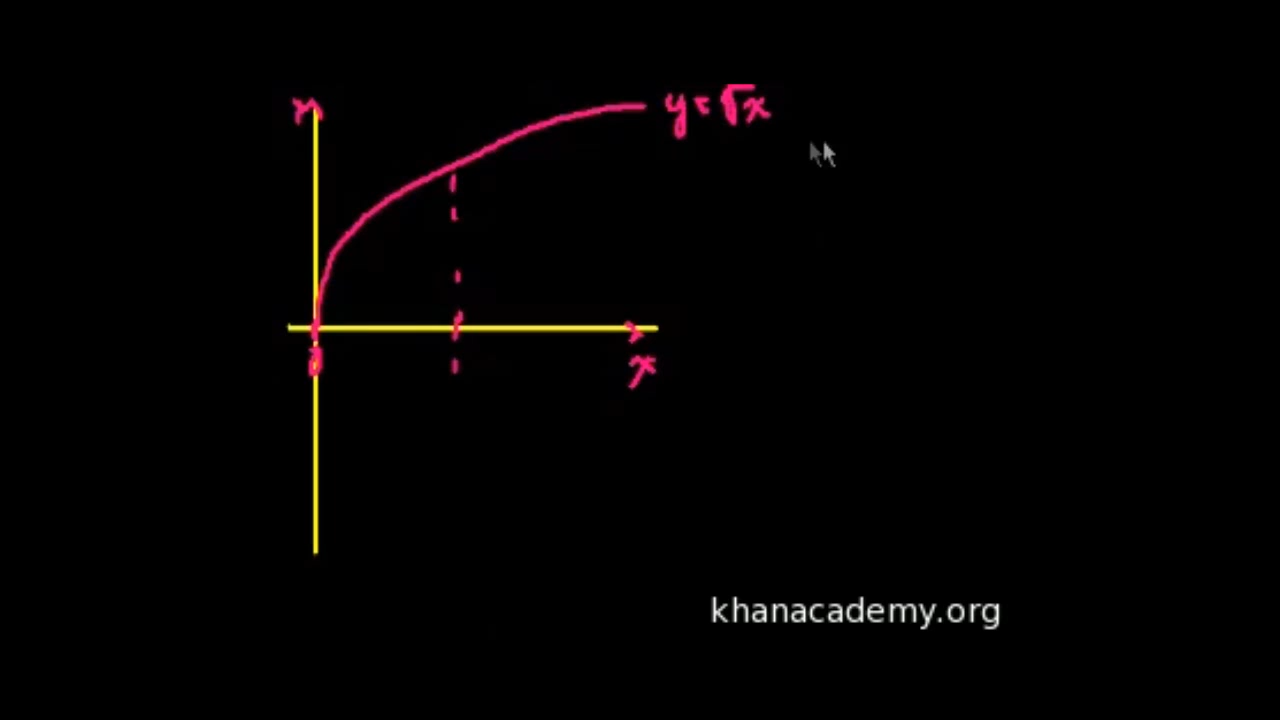 y = √x
0
x
khanacademy.org